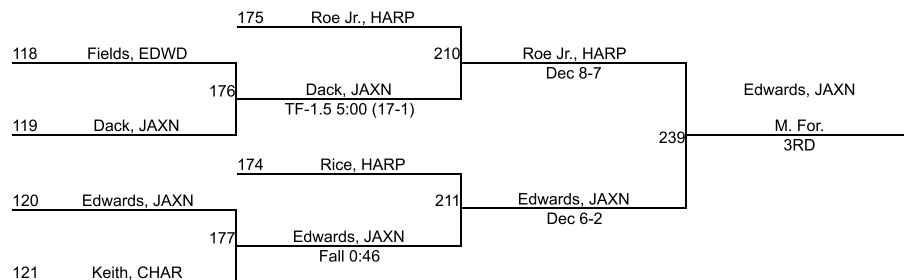 175 Roe Jr., HARP
118 Fields, EDWD
210 Roe Jr., HARP
Dec 8-7
176 Dack, JAXN
TF-1.5 5:00 (17-1)
Edwards, JAXN
119 Dack, JAXN
M. For.
239
3RD
174 Rice, HARP
120 Edwards, JAXN
211 Edwards, JAXN
Dec 6-2
177 Edwards, JAXN
Fall 0:46
121 Keith, CHAR